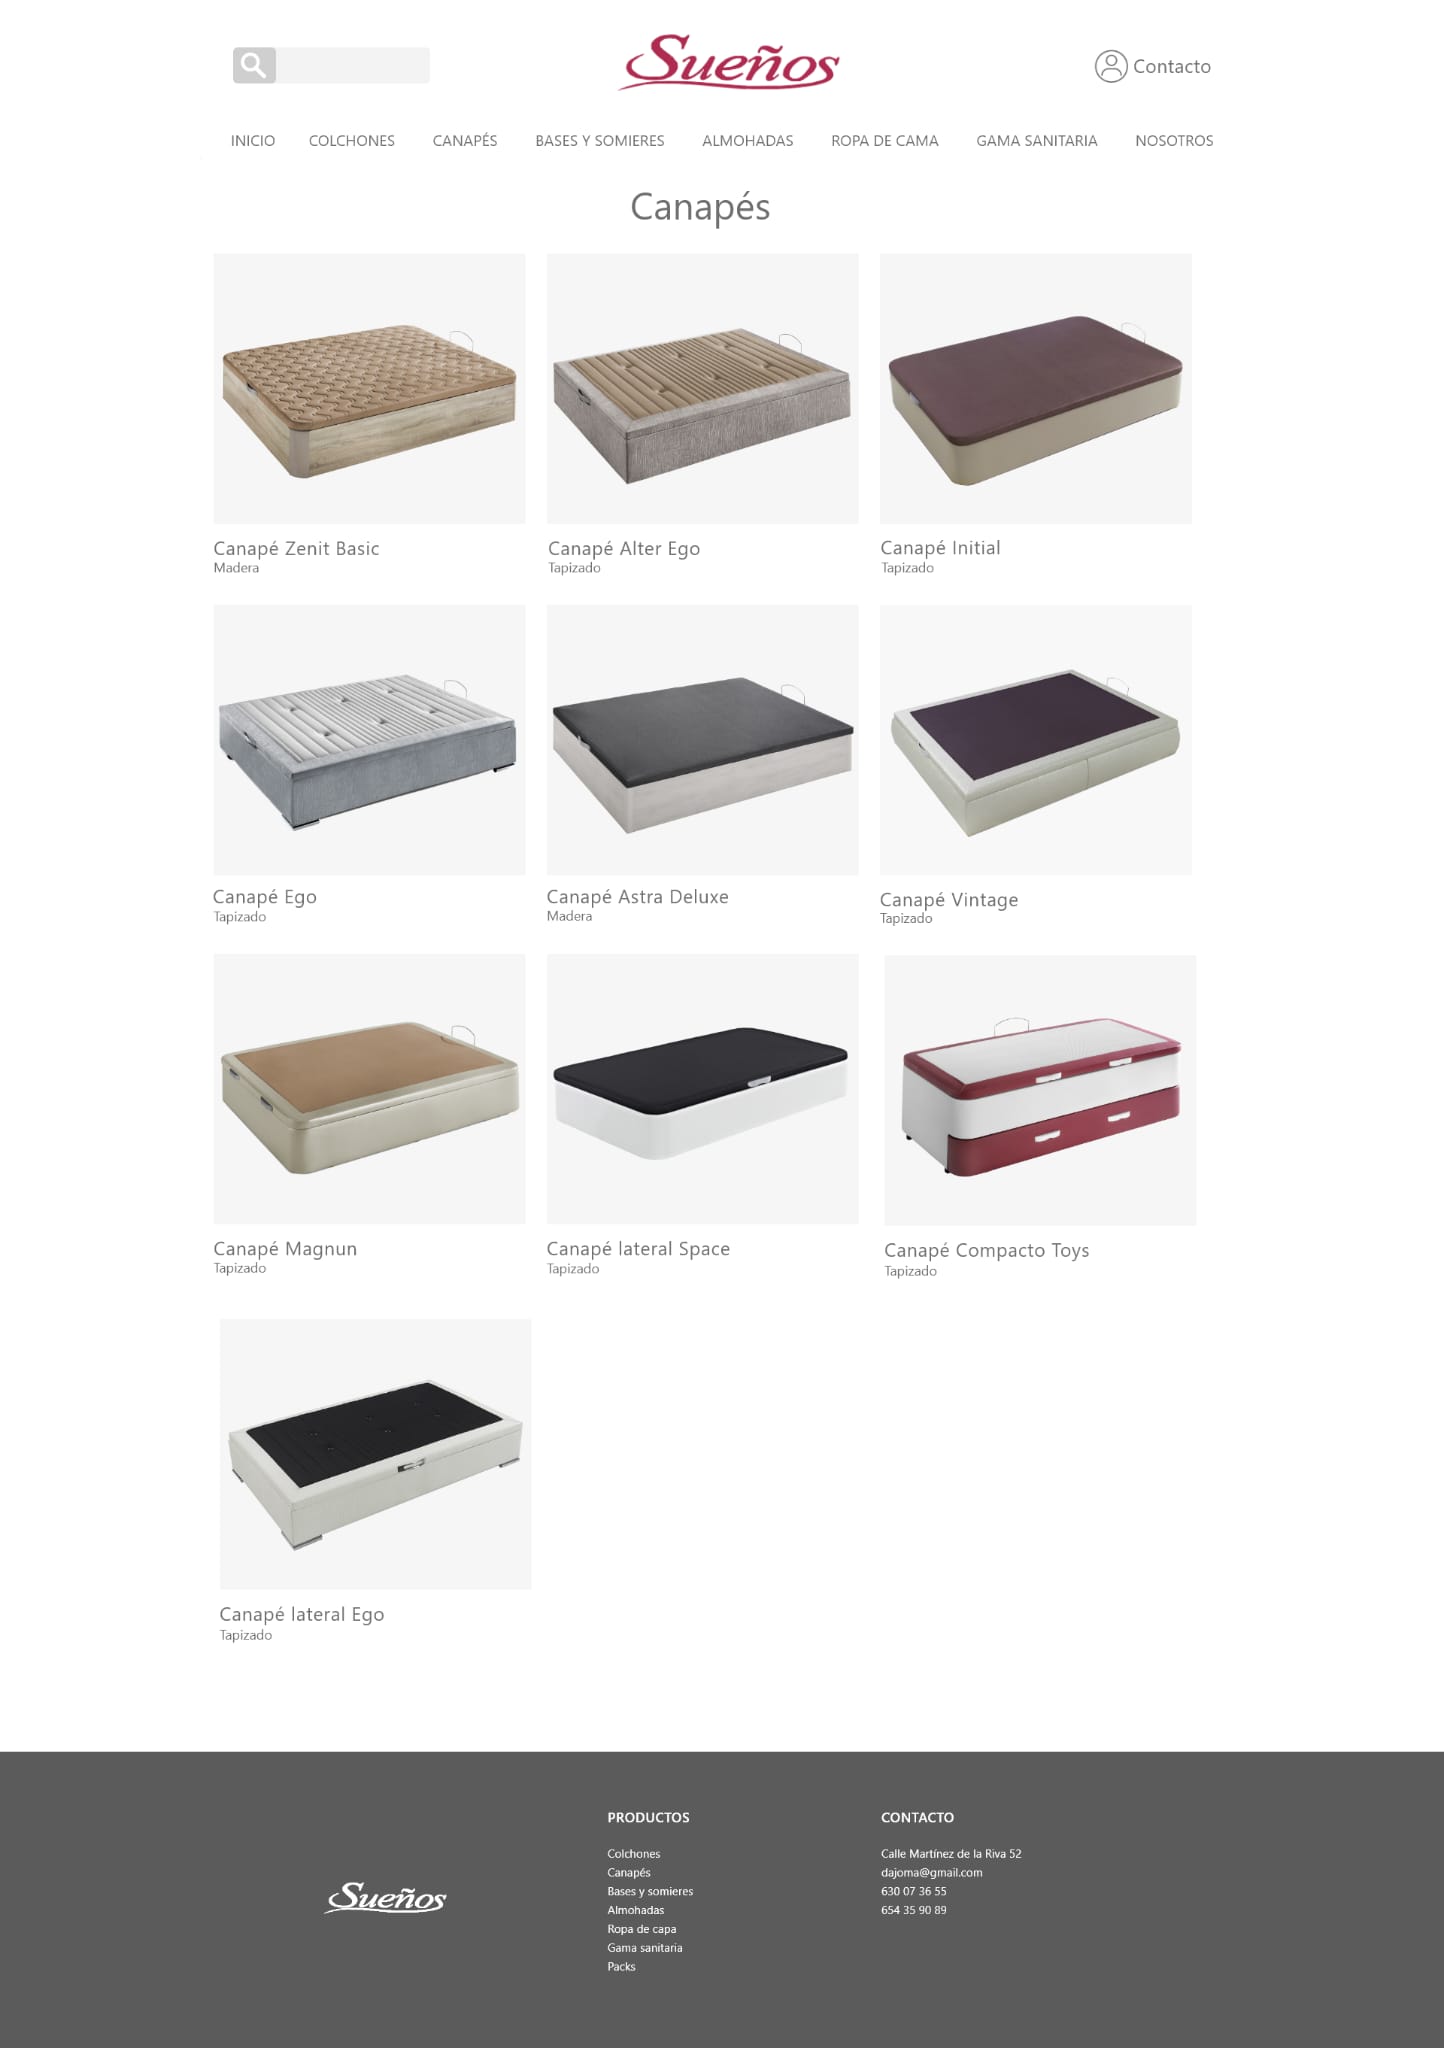 Sueños
Contacto
INICIO COLCHONES CANAPÉS BASES Y SOMIERES ALMOHADAS ROPA DE CAMA GAMA SANITARIA NOSOTROS
Canapés
Canapé Zenit Basic
Madera
Canapé Alter Ego
Tapizado
Canapé Initial
Tapizado
Canapé Ego
Tapizado
Canapé Astra Deluxe
Madera
Canapé Vintage
Tapizado
Canapé Magnun
Tapizado
Canapé lateral Space
Tapizado
Canapé Compacto Toys
Tapizado
Canapé lateral Ego
Tapizado
Sueños
PRODUCTOS
Colchones
Canapés
Bases y somieres
Almohadas
Ropa de capa
Gama sanitaria
Packs
CONTACTO
Calle Martínez de la Riva 52
dajoma@gmail.com
630 07 36 55
654 35 90 89